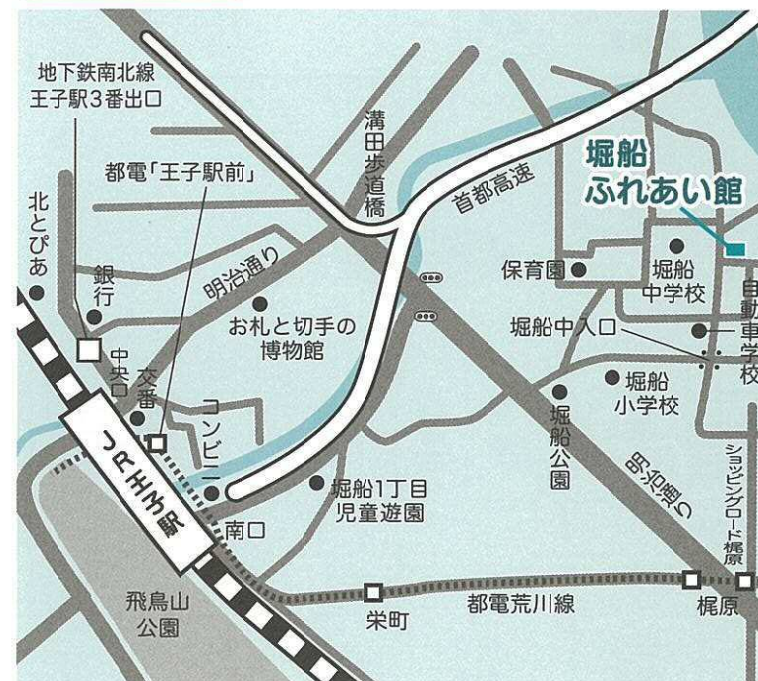 地下鉄南北線
王子駅3番出口
都電「王子駅前」
北とぴあ
銀行
明治通り
溝田歩道橋
首都高速
堀船
ふれあい館
保育園
堀船
中学校
自動車学校
堀船中入口
お札と切手の
博物館
中央口
交番
コンビニ
JR王子駅
南口
堀船1丁目
児童遊園
堀船公園
堀船
小学校
明治通り
ショッピングロード梶原
飛鳥山
公園
栄町
都電荒川線
梶原